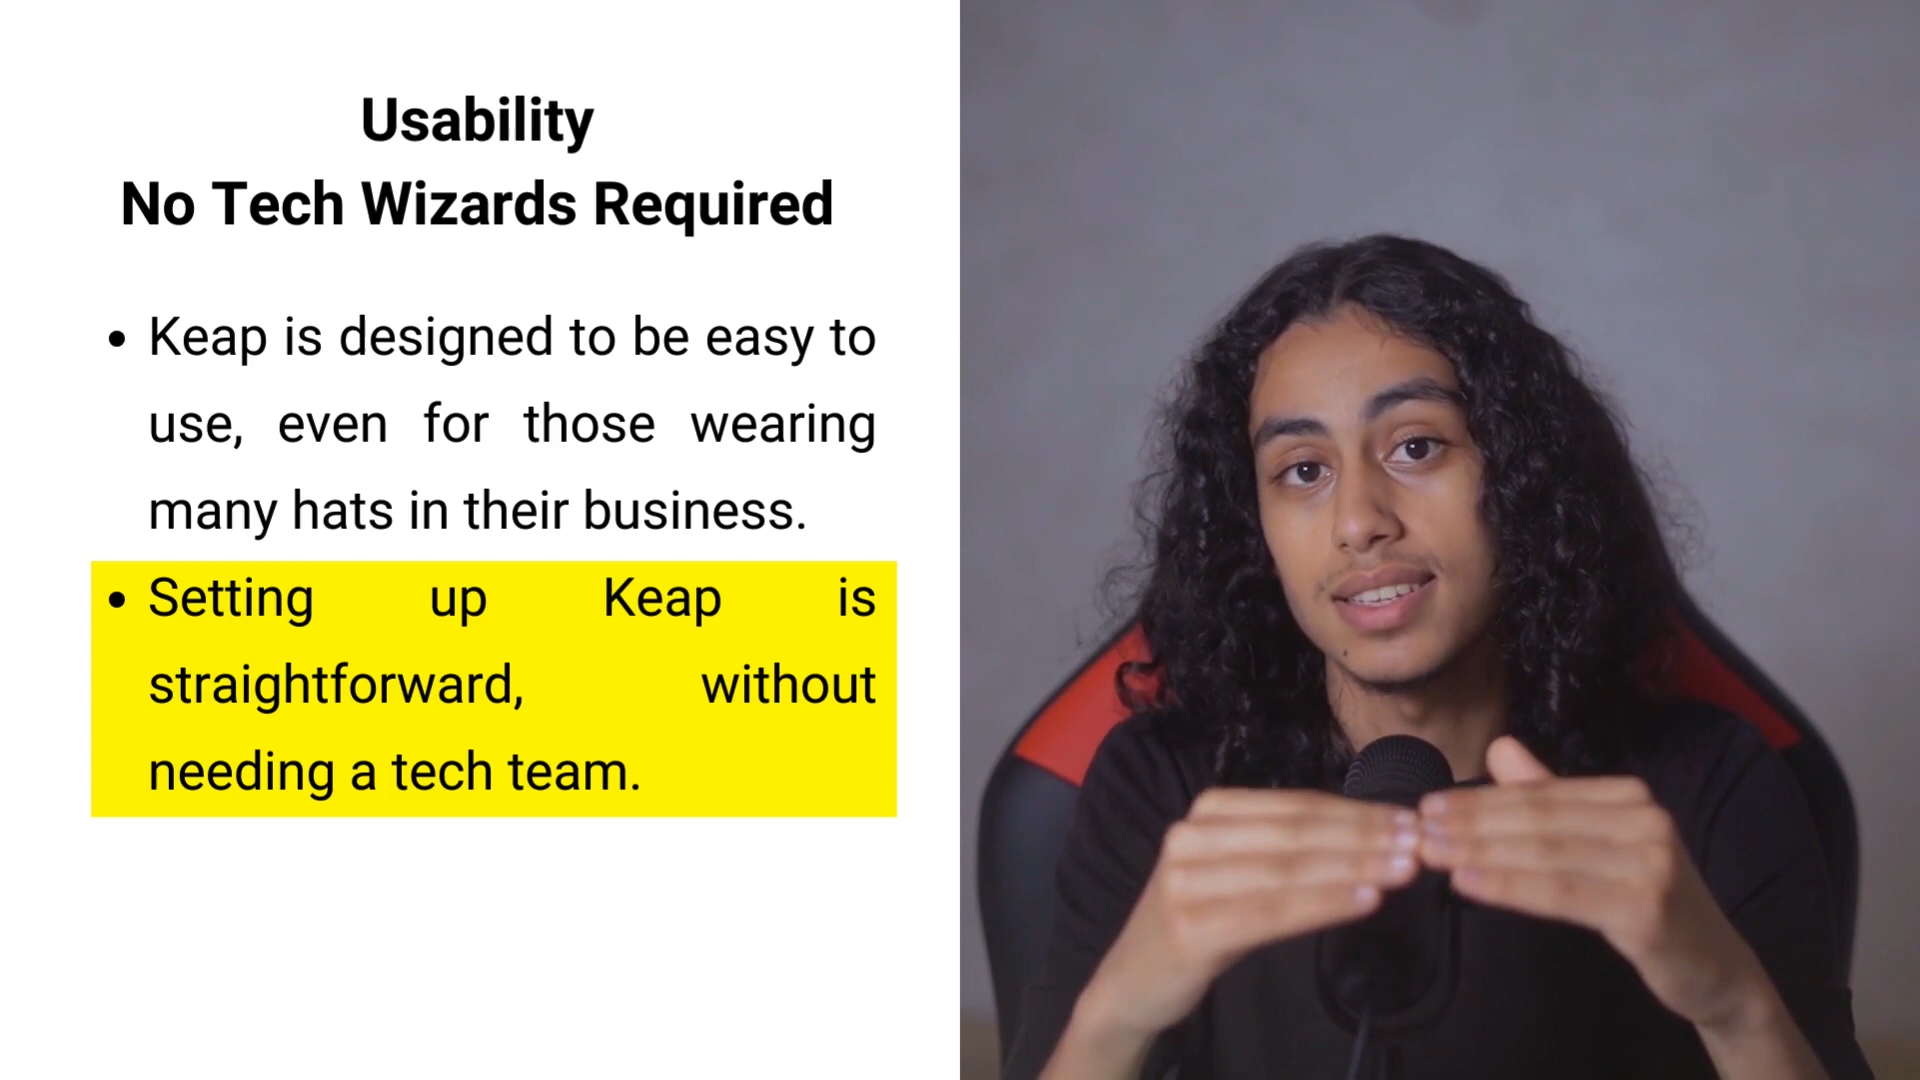 Usability
No Tech Wizards Required
• Keap is designed to be easy to
use, even for those wearing
many hats in their business.
• Setting up Keap is
straightforward, without
needing a tech team.